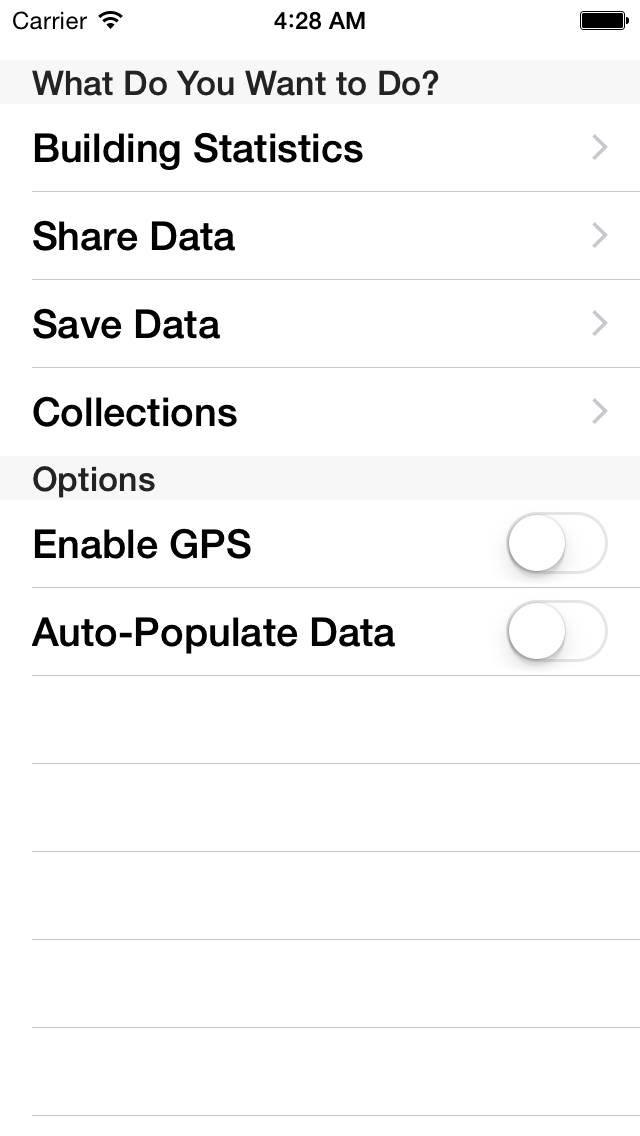 Carrier 4:28 AM
What Do You Want to Do?
Building Statistics
Share Data
Save Data
Collections
Options
Enable GPS
Auto-Populate Data